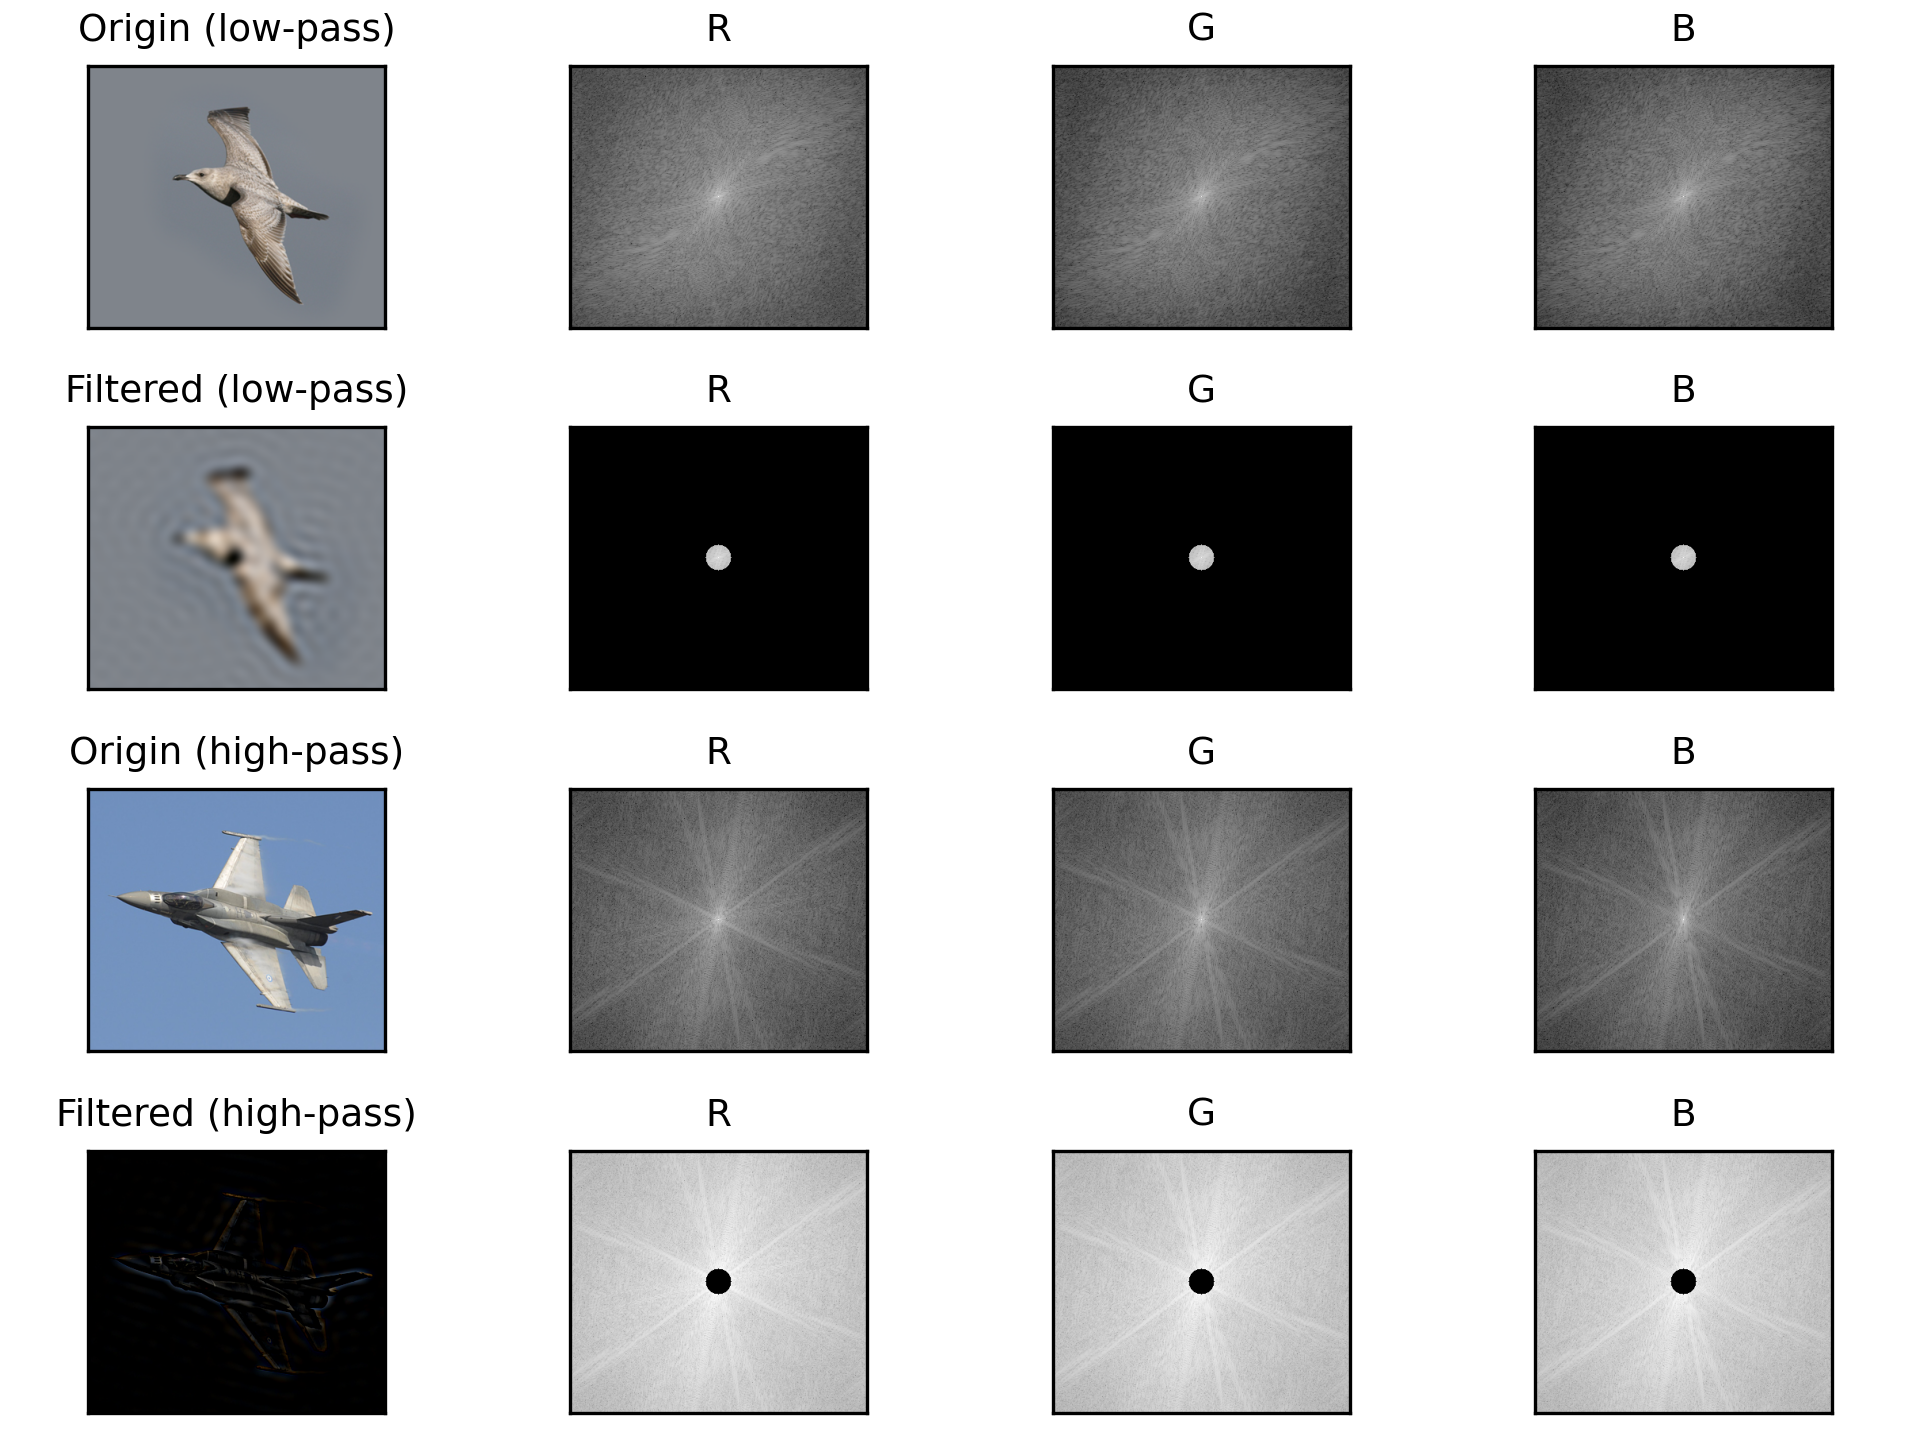 Origin (low-pass) R G B
Filtered (low-pass) R G B
Origin (high-pass) R G B
Filtered (high-pass) R G B